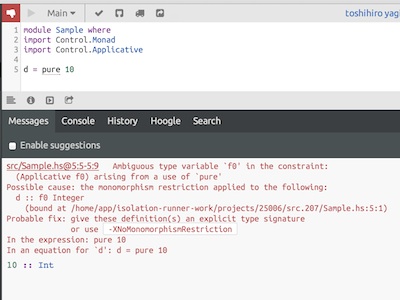 Main
toshihiro yag
1 module Sample where
2 import Control.Monad
3 import Control.Applicative
4
5 d = pure 10
Messages Console History Hoogle Search
Enable suggestions
src/Sample.hs@5:5-5:9 Ambiguous type variable `f0' in the constraint:
(Applicative f0) arising from a use of `pure'
Possible cause: the monomorphism restriction applied to the following:
d :: f0 Integer
(bound at /home/app/isolation-runner-work/projects/25006/src.207/Sample.hs:5:1)
Probable fix: give these definition(s) an explicit type signature
or use -XNoMonomorphismRestriction
In the expression: pure 10
In an equation for `d': d = pure 10
10 :: Int